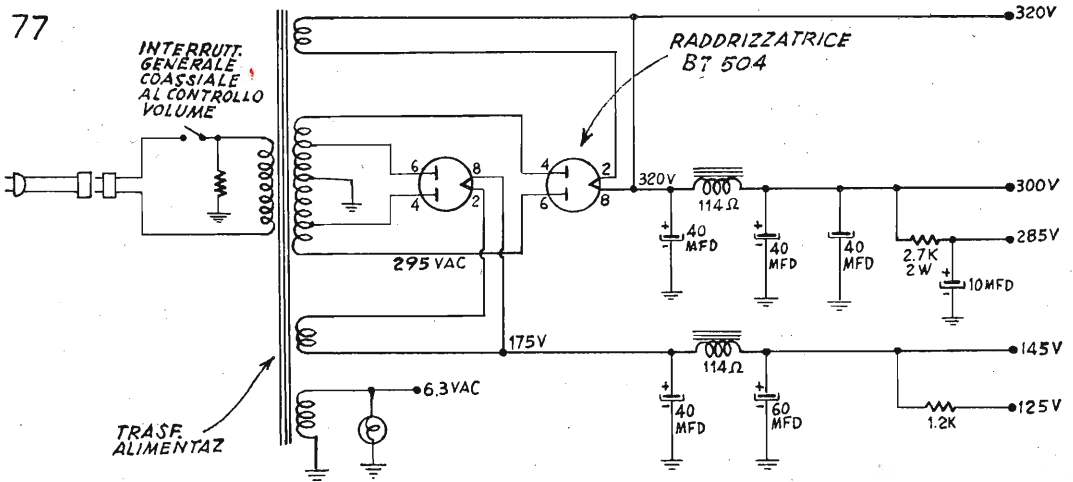 77
320V
INTERRUTT.
GENERALE
COASSIALE
AL CONTROLLO
VOLUME
RADDRIZZATRICE
BT 504
6
8
4
2
4
2
6
8
320V
114Ω
300V
+
-
40
MFD
+
-
40
MFD
40
MFD
2.7K
2W
285V
+
-
10MFD
295 VAC
175V
114Ω
145V
+
-
40
MFD
+
-
60
MFD
1.2K
125V
6,3VAC
TRASF.
ALIMENTAZ